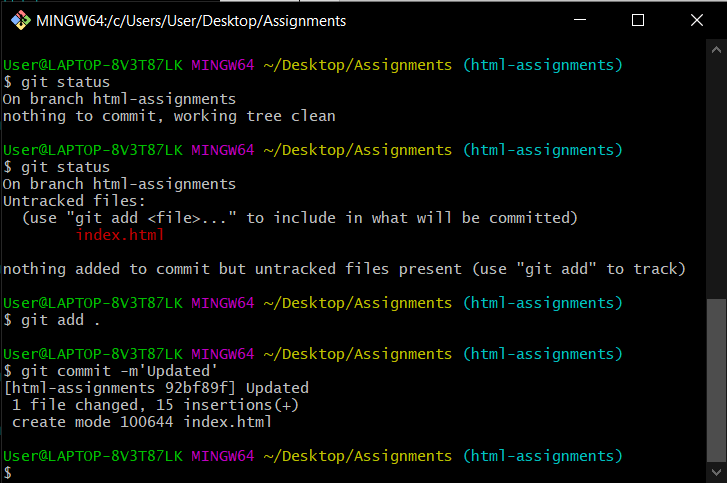 MINGW64:/c/Users/User/Desktop/Assignments
User@LAPTOP-8V3T87LK MINGW64 ~/Desktop/Assignments (html-assignments)
$ git status
On branch html-assignments
nothing to commit, working tree clean
User@LAPTOP-8V3T87LK MINGW64 ~/Desktop/Assignments (html-assignments)
$ git status
On branch html-assignments
Untracked files:
  (use "git add <file>..." to include in what will be committed)
        index.html
nothing added to commit but untracked files present (use "git add" to track)
User@LAPTOP-8V3T87LK MINGW64 ~/Desktop/Assignments (html-assignments)
$ git add .
User@LAPTOP-8V3T87LK MINGW64 ~/Desktop/Assignments (html-assignments)
$ git commit -m'Updated'
[html-assignments 92bf89f] Updated
 1 file changed, 15 insertions(+)
 create mode 100644 index.html
User@LAPTOP-8V3T87LK MINGW64 ~/Desktop/Assignments (html-assignments)
$